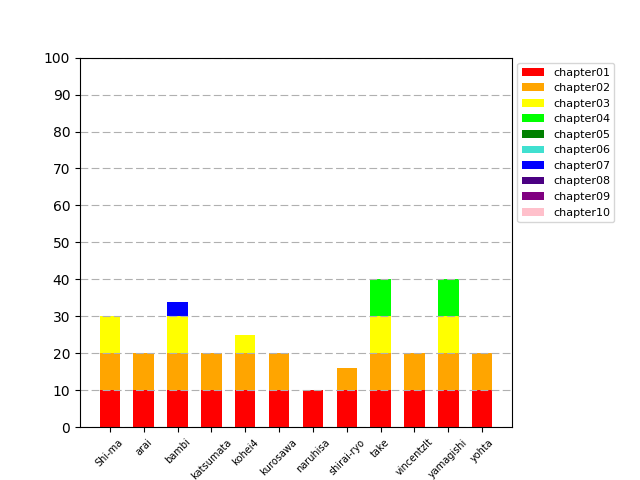 100
90
80
70
60
50
40
30
20
10
0
Shi-ma
arai
bambi
katsumata
kohei4
kurosawa
naruhisa
shirai-ryo
take
vincentzlt
yamagishi
yohta
chapter01
chapter02
chapter03
chapter04
chapter05
chapter06
chapter07
chapter08
chapter09
chapter10